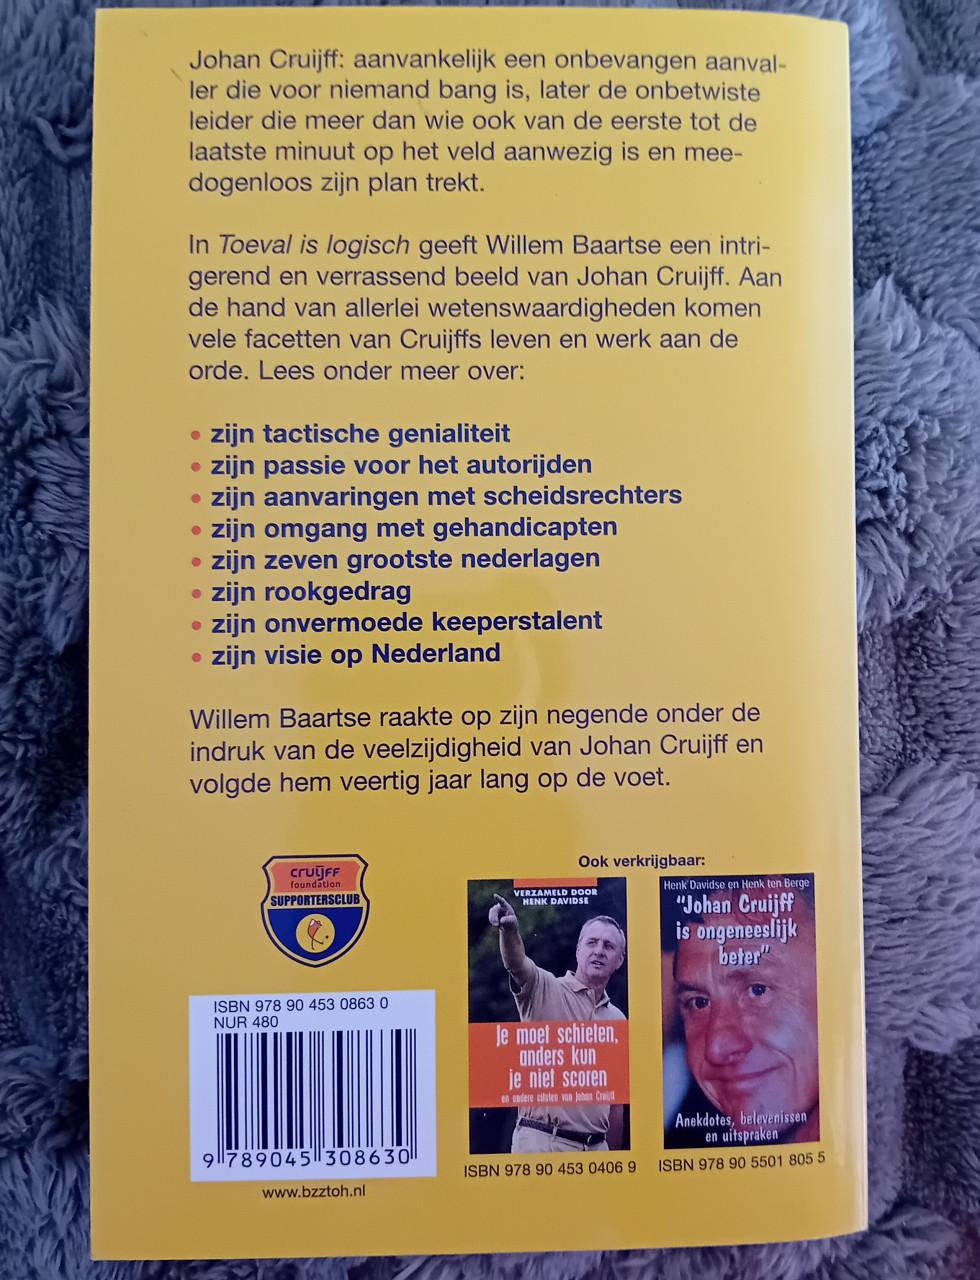 Johan Cruijff: aanvankelijk een onbevangen aanval-
ler die voor niemand bang is, later de onbetwiste
leider die meer dan wie ook van de eerste tot de
laatste minuut op het veld aanwezig is en mee-
dogenloos zijn plan trekt.
In Toeval is logisch geeft Willem Baartse een intri-
gerend en verrassend beeld van Johan Cruijff. Aan
de hand van allerlei wetenswaardigheden komen
vele facetten van Cruijffs leven en werk aan de
orde. Lees onder meer over:
• zijn tactische genialiteit
• zijn passie voor het autorijden
• zijn aanvaringen met scheidsrechters
• zijn omgang met gehandicapten
• zijn zeven grootste nederlagen
• zijn rookgedrag
• zijn onvermoede keeperstalent
• zijn visie op Nederland
Willem Baartse raakte op zijn negende onder de
indruk van de veelzijdigheid van Johan Cruijff en
volgde hem veertig jaar lang op de voet.
cruijff
foundation
SUPPORTERSCLUB
ISBN 978 90 453 0863 0
NUR 480
9 789045 308630
www.bzztoh.nl
Ook verkrijgbaar:
VERZAMELD DOOR
HENK DAVIDSE
Je moet schieten,
anders kun
je niet scoren
en andere citaten van Johan Cruijff
ISBN 978 90 453 0406 9
Henk Davidse en Henk ten Berge
"Johan Cruijff
is ongeneeslijk
beter"
Anekdotes, belevenissen
en uitspraken
ISBN 978 90 5501 805 5